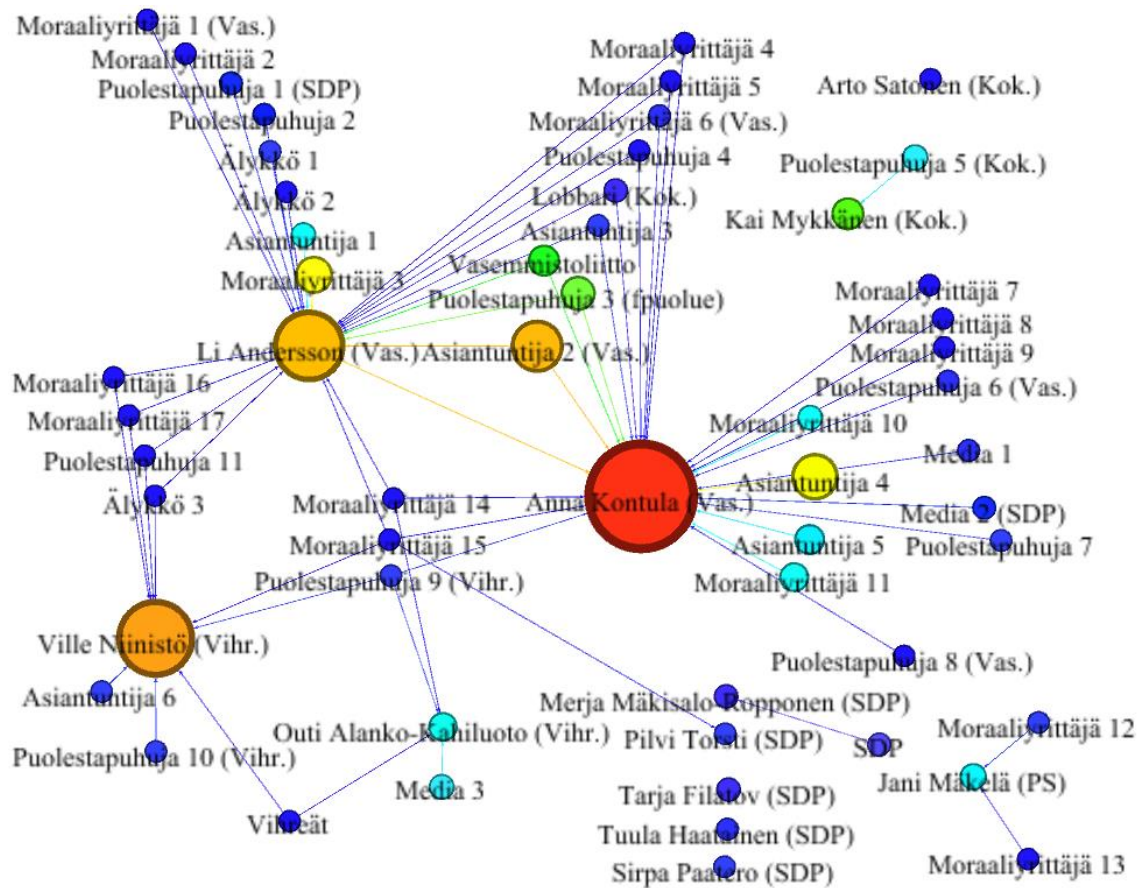 Moraaliyrittäjä 1 (Vas.)
Moraaliyrittäjä 2
Puolestapuhuja 1 (SDP)
Puolestapuhuja 2
Älykkö 1
Älykkö 2
Asiantuntija 1
Moraaliyrittäjä 3
Li Andersson (Vas.)
Moraaliyrittäjä 4
Moraaliyrittäjä 5
Moraaliyrittäjä 6 (Vas.)
Puolestapuhuja 4
Lobbari (Kok.)
Asiantuntija 3
Vasemmistoliitto
Puolestapuhuja 3 (fpuolue)
Asiantuntija 2 (Vas.)
Arto Satonen (Kok.)
Puolestapuhuja 5 (Kok.)
Kai Mykkänen (Kok.)
Moraaliyrittäjä 7
Moraaliyrittäjä 8
Moraaliyrittäjä 9
Puolestapuhuja 6 (Vas.)
Moraaliyrittäjä 10
Media 1
Asiantuntija 4
Anna Kontula (Vas.)
Media 2 (SDP)
Asiantuntija 5
Puolestapuhuja 7
Moraaliyrittäjä 11
Puolestapuhuja 8 (Vas.)
Moraaliyrittäjä 16
Moraaliyrittäjä 17
Puolestapuhuja 11
Älykkö 3
Moraaliyrittäjä 14
Moraaliyrittäjä 15
Puolestapuhuja 9 (Vihr.)
Ville Niinistö (Vihr.)
Asiantuntija 6
Puolestapuhuja 10 (Vihr.)
Outi Alanko-Kahiluoto (Vihr.)
Media 3
Vihreät
Merja Mäkisalo-Ropponen (SDP)
Pilvi Torsti (SDP)
SDP
Tarja Filatov (SDP)
Tuula Haatainen (SDP)
Sirpa Paatero (SDP)
Moraaliyrittäjä 12
Jani Mäkelä (PS)
Moraaliyrittäjä 13